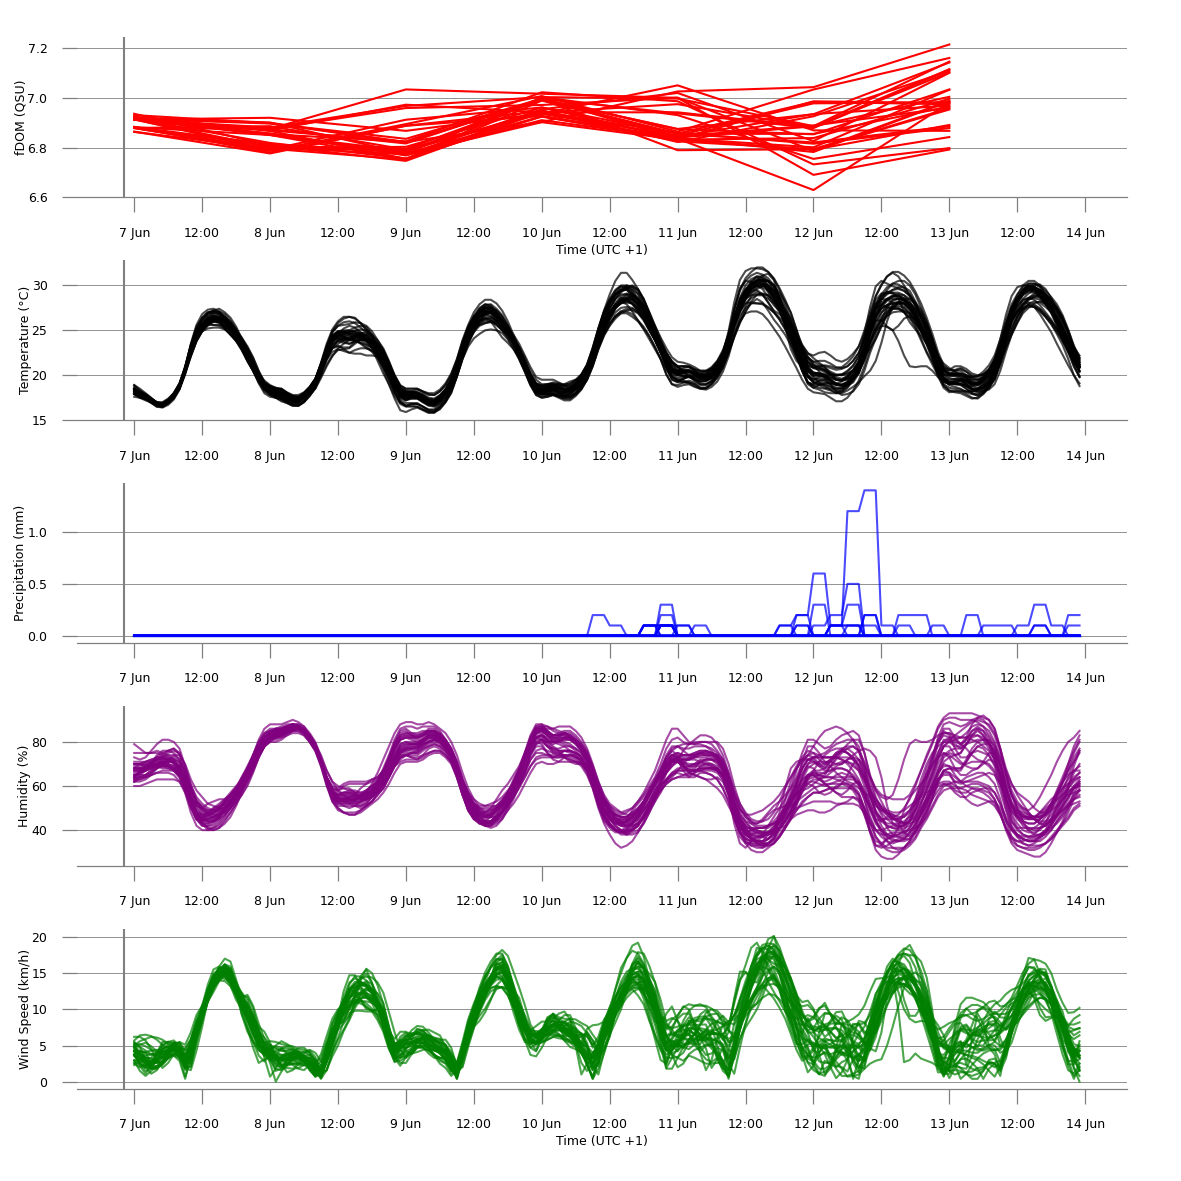 fDOM (QSU)
7.2
7.0
6.8
6.6
7 Jun 12:00 8 Jun 12:00 9 Jun 12:00 10 Jun 12:00 11 Jun 12:00 12 Jun 12:00 13 Jun 12:00 14 Jun
Time (UTC +1)
Temperature (°C)
30
25
20
15
7 Jun 12:00 8 Jun 12:00 9 Jun 12:00 10 Jun 12:00 11 Jun 12:00 12 Jun 12:00 13 Jun 12:00 14 Jun
Precipitation (mm)
1.0
0.5
0.0
7 Jun 12:00 8 Jun 12:00 9 Jun 12:00 10 Jun 12:00 11 Jun 12:00 12 Jun 12:00 13 Jun 12:00 14 Jun
Humidity (%)
80
60
40
7 Jun 12:00 8 Jun 12:00 9 Jun 12:00 10 Jun 12:00 11 Jun 12:00 12 Jun 12:00 13 Jun 12:00 14 Jun
Wind Speed (km/h)
20
15
10
5
0
7 Jun 12:00 8 Jun 12:00 9 Jun 12:00 10 Jun 12:00 11 Jun 12:00 12 Jun 12:00 13 Jun 12:00 14 Jun
Time (UTC +1)